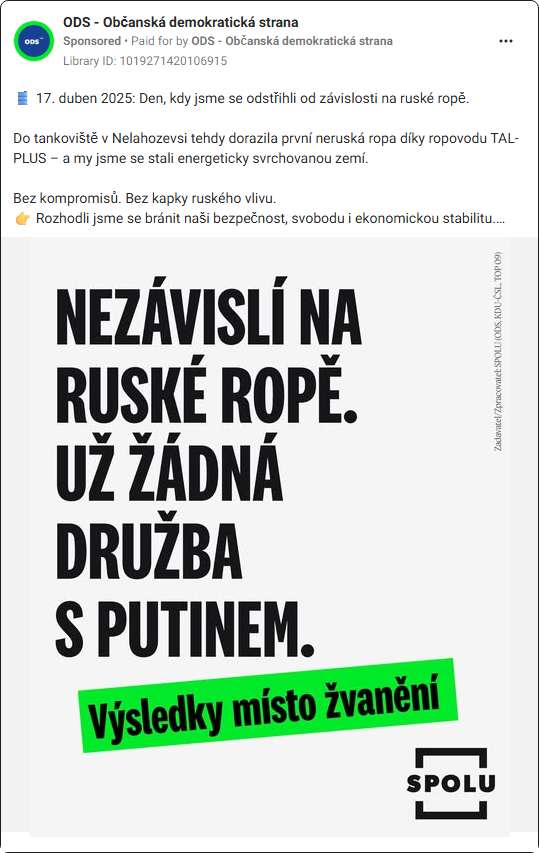 ODS - Občanská demokratická strana
Sponsored • Paid for by ODS - Občanská demokratická strana
Library ID: 1019271420106915
17. duben 2025: Den, kdy jsme se odstřihli od závislosti na ruské ropě.
Do tankoviště v Nelahozevsi tehdy dorazila první neruská ropa díky ropovodu TAL-
PLUS – a my jsme se stali energeticky svrchovanou zemí.
Bez kompromisů. Bez kapky ruského vlivu.
👉 Rozhodli jsme se bránit naši bezpečnost, svobodu i ekonomickou stabilitu....
Zadavatel/Zpracovatel: SPOLU (ODS, KDU-ČSL, TOP 09)
NEZÁVISLÍ NA
RUSKÉ ROPĚ.
UŽ ŽÁDNÁ
DRUŽBA
S PUTINEM.
Výsledky místo žvanění
SPOLU